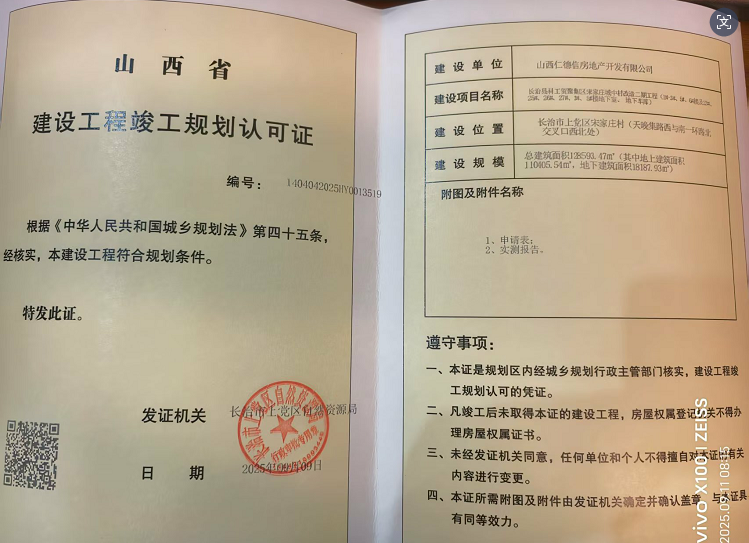 山西省
建设工程竣工规划认可证
编号： 1404042025HY0013519
根据《中华人民共和国城乡规划法》第四十五条，
经核实，本建设工程符合规划条件。
特发此证。
发证机关 长治市上党区自然资源局
日 期 2025年09月09日
建设单位 山西仁德信房地产开发有限公司
建设项目名称
建设位置 长治市上党区宋家庄村（天晚集路西与南一环路北
交叉口西北处）
建设规模 总建筑面积128593.47㎡（其中地上建筑面积
110405.54㎡，地下建筑面积18187.93㎡）
附图及附件名称
1、申请表；
2、实测报告。
遵守事项：
一、本证是规划区内经城乡规划行政主管部门核实，建设工程竣
工规划认可的凭证。
二、凡竣工后未取得本证的建设工程，房屋权属登记机关不得办
理房屋权属证书。
三、未经发证机关同意，任何单位和个人不得擅自对本证的有关
内容进行变更。
四、本证所需附图及附件由发证机关确定并确认盖章，与本证具
有同等效力。
vivo X100 ZEISS